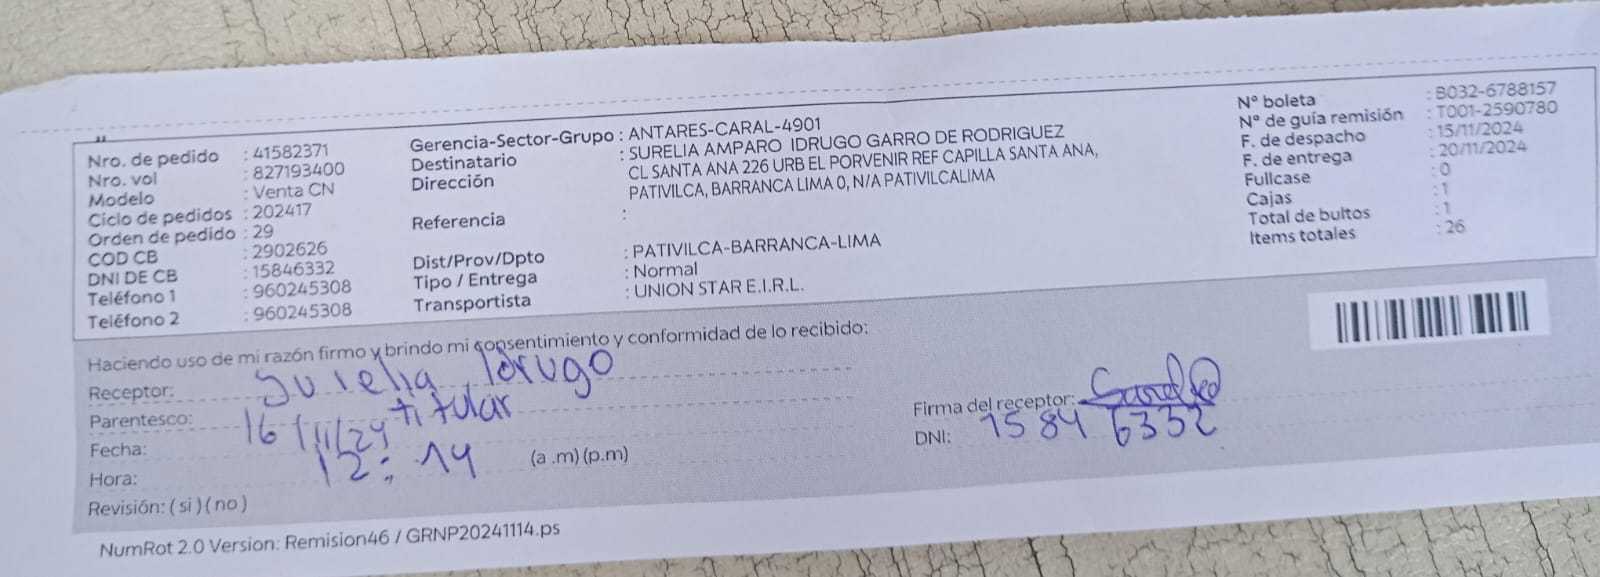 Nro. de pedido : 41582371
Nro. vol : 827193400
Modelo : Venta CN
Ciclo de pedidos : 202417
Orden de pedido : 29
COD CB : 2902626
DNI DE CB : 15846332
Teléfono 1 : 960245308
Teléfono 2 : 960245308
Gerencia-Sector-Grupo : ANTARES-CARAL-4901
Destinatario : SURELIA AMPARO IDRUGO GARRO DE RODRIGUEZ
Dirección : CL SANTA ANA 226 URB EL PORVENIR REF CAPILLA SANTA ANA,
PATIVILCA, BARRANCA LIMA 0, N/A PATIVILCALIMA
Referencia :
Dist/Prov/Dpto : PATIVILCA-BARRANCA-LIMA
Tipo / Entrega : Normal
Transportista : UNION STAR E.I.R.L.
N° boleta : B032-6788157
N° de guía remisión : T001-2590780
F. de despacho : 15/11/2024
F. de entrega : 20/11/2024
Fullcase : 0
Cajas : 1
Total de bultos : 1
Items totales : 26
Haciendo uso de mi razón firmo y brindo mi consentimiento y conformidad de lo recibido:
Receptor: Surelia Idrugo
Parentesco: titular
Fecha: 16/11/24
Hora: 12:14 (a .m) (p.m)
Revisión: ( si ) ( no )
Firma del receptor:
DNI: 15846332
NumRot 2.0 Version: Remision46 / GRNP20241114.ps